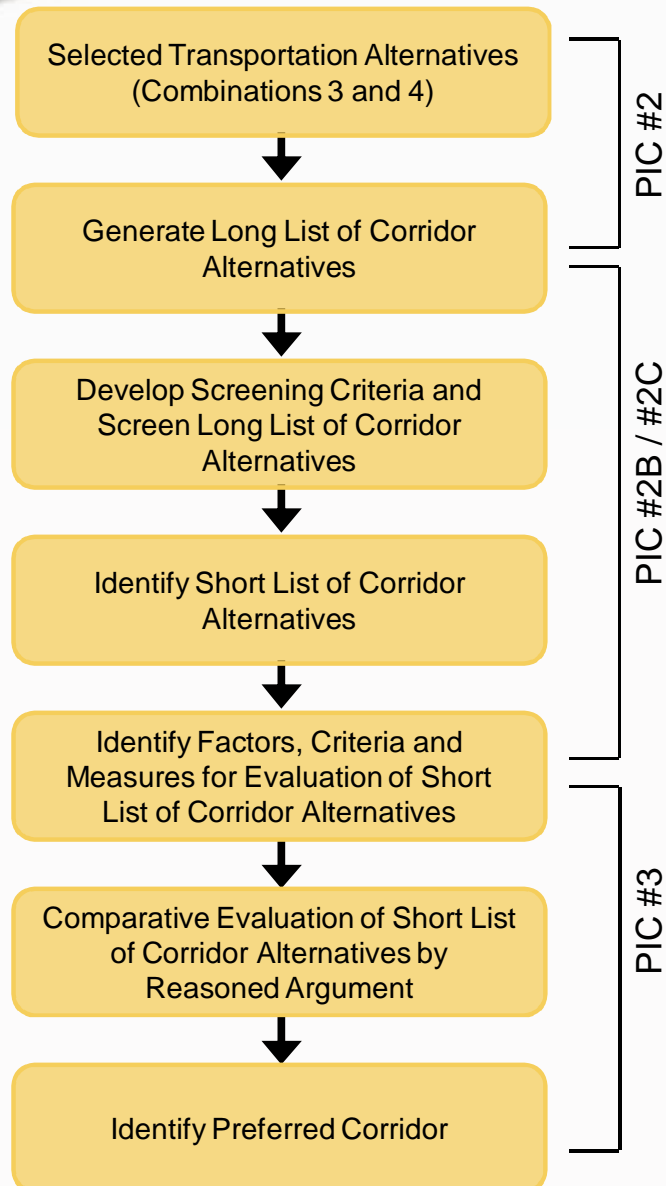 Selected Transportation Alternatives
(Combinations 3 and 4)
PIC #2
Generate Long List of Corridor
Alternatives
Develop Screening Criteria and
Screen Long List of Corridor
Alternatives
PIC #2B / #2C
Identify Short List of Corridor
Alternatives
Identify Factors, Criteria and
Measures for Evaluation of Short
List of Corridor Alternatives
Comparative Evaluation of Short List
of Corridor Alternatives by
Reasoned Argument
PIC #3
Identify Preferred Corridor